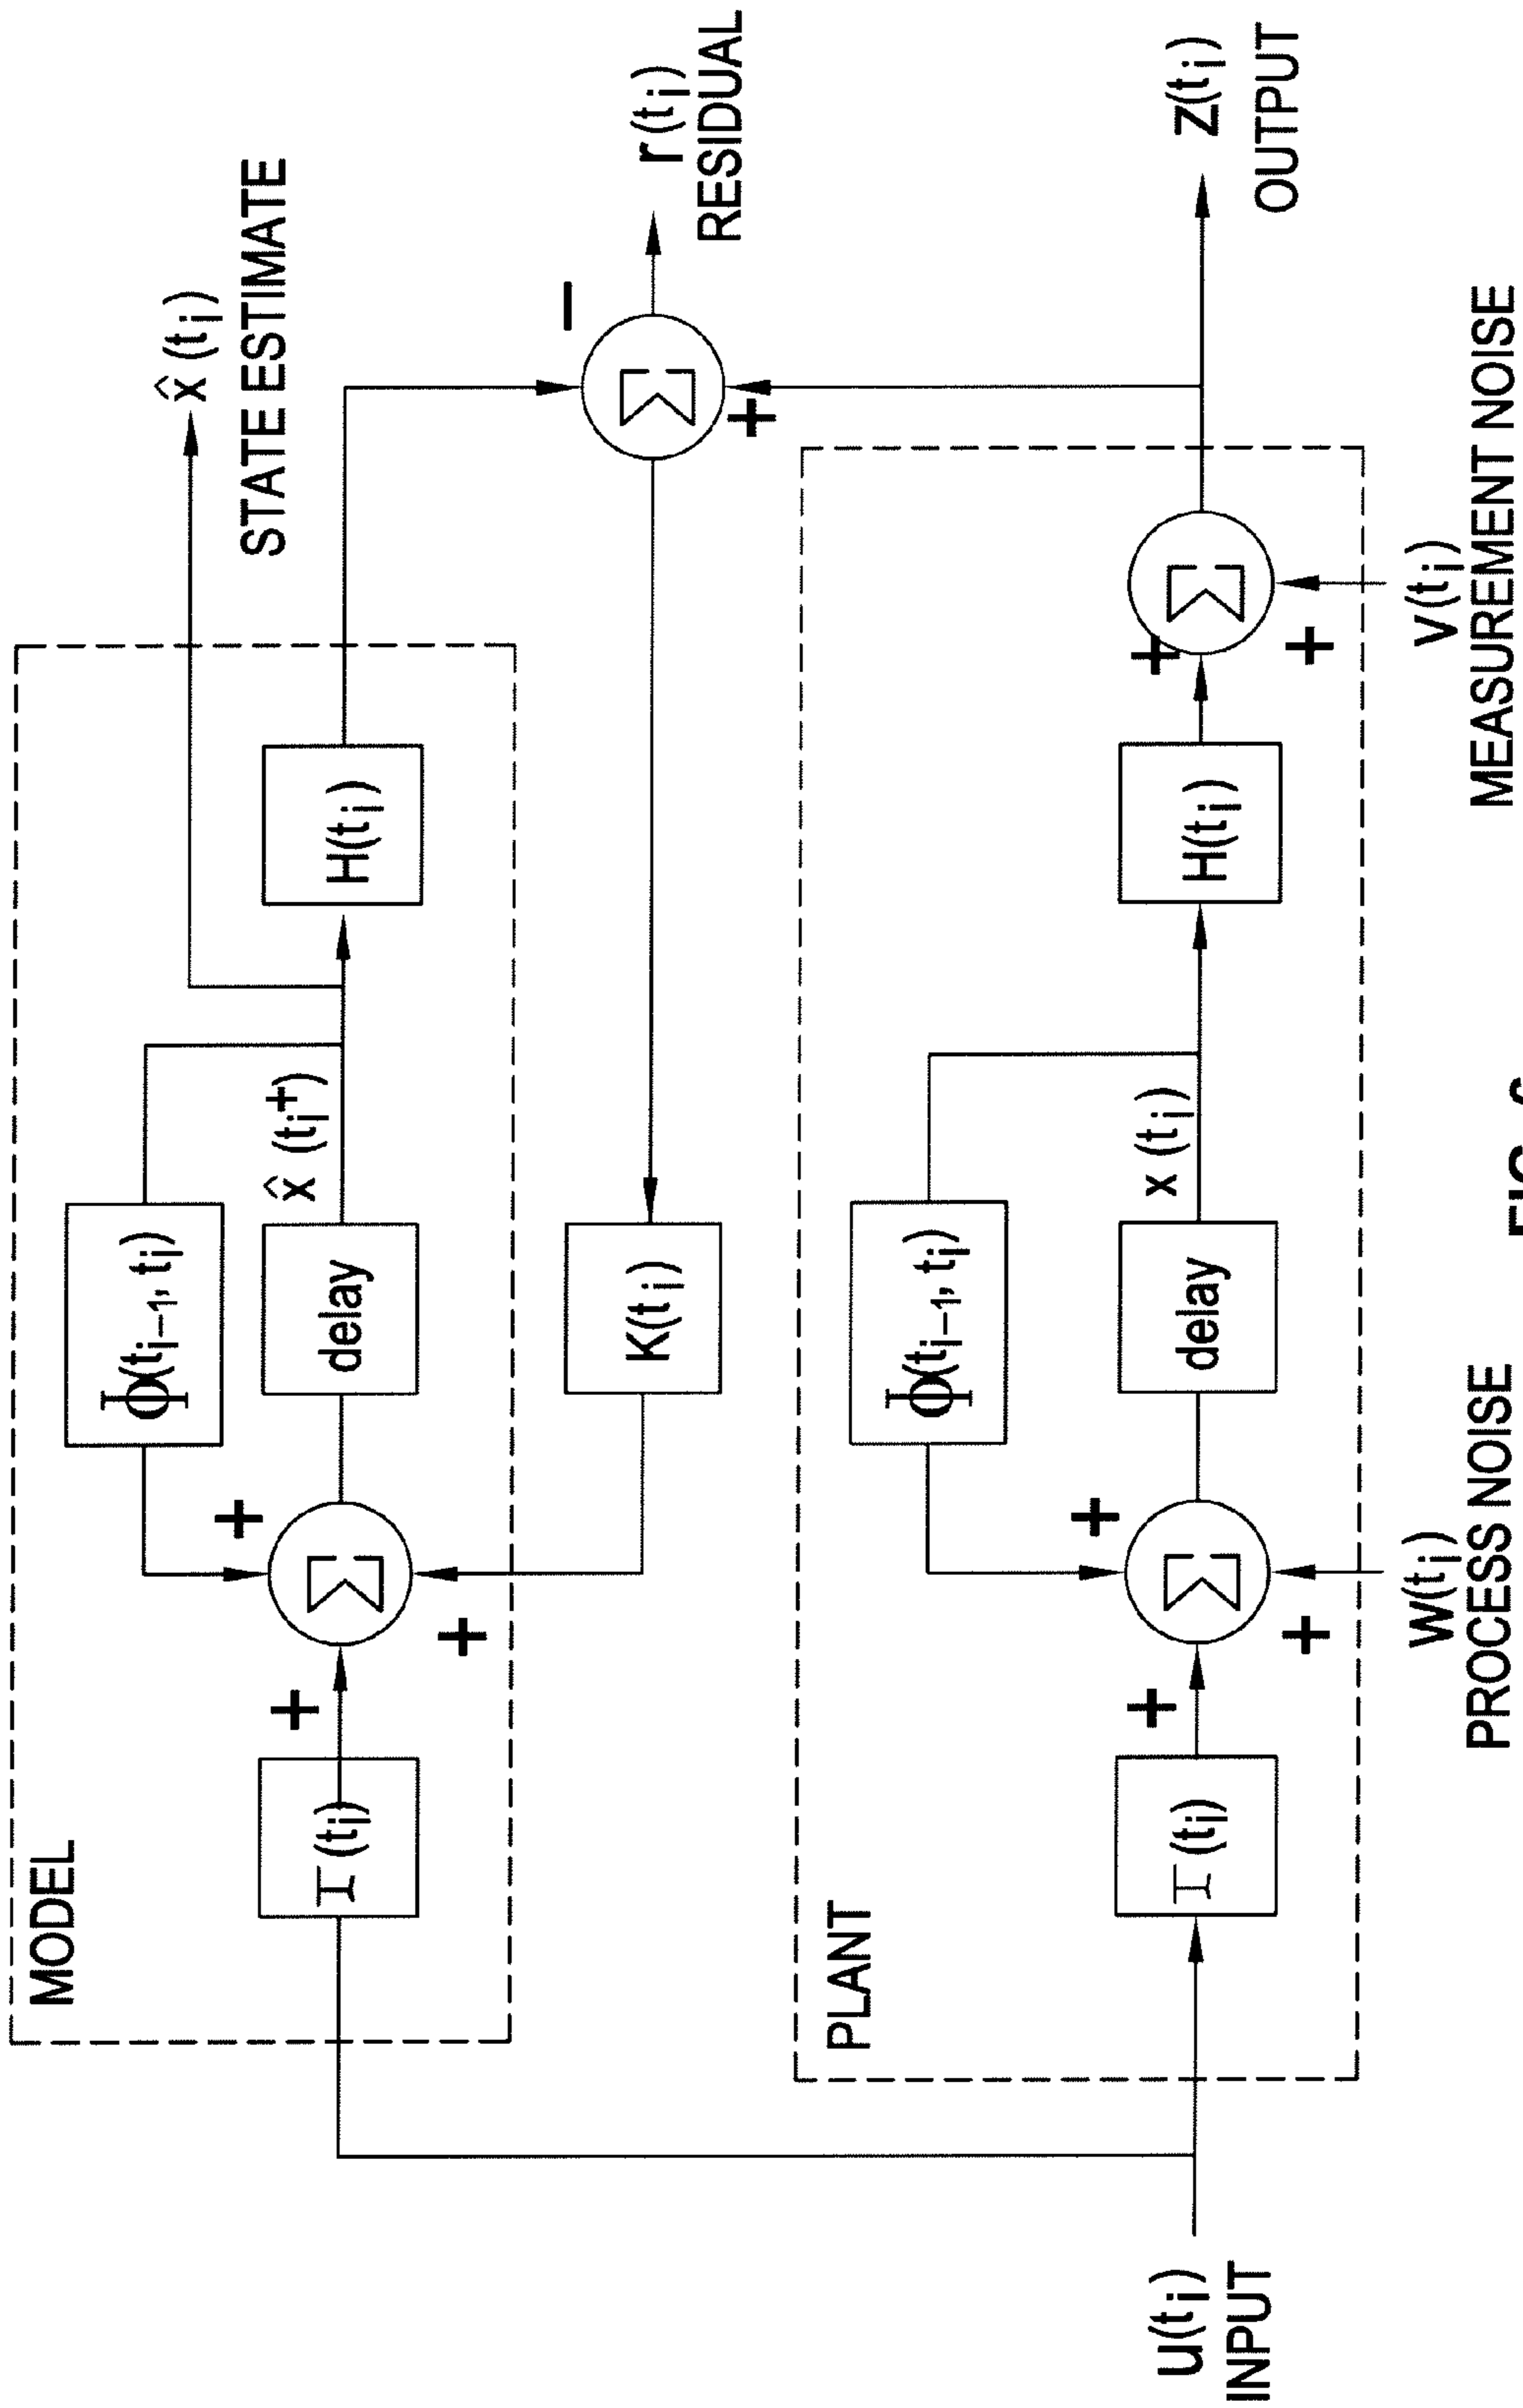 MODEL
Φ(tᵢ₋₁, tᵢ)
x̂(tᵢ)
STATE ESTIMATE
(tᵢ)
+
+
+
Σ
delay
x̂(tᵢ⁺)
H(tᵢ)
K(tᵢ)
−
Σ
+
r(tᵢ)
RESIDUAL
PLANT
Φ(tᵢ₋₁, tᵢ)
u(tᵢ)
INPUT
(tᵢ)
+
+
+
Σ
delay
x(tᵢ)
H(tᵢ)
+
+
Σ
Z(tᵢ)
OUTPUT
W(tᵢ)
PROCESS NOISE
V(tᵢ)
MEASUREMENT NOISE